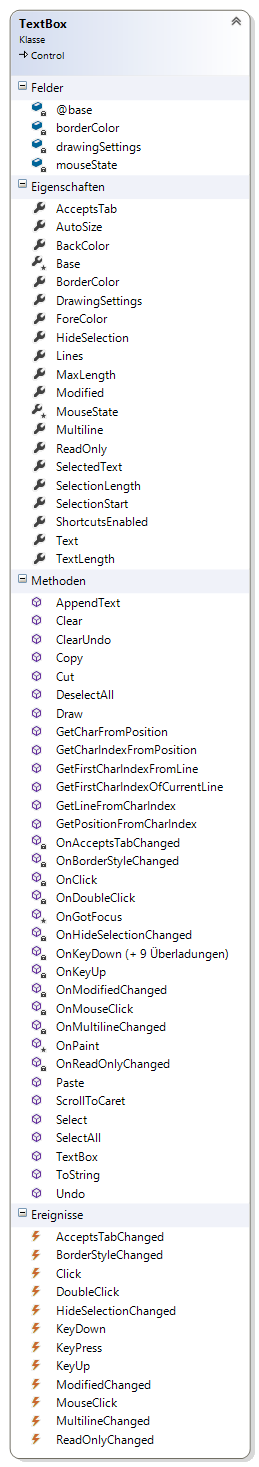 TextBox
Klasse
Control
Felder
@base
borderColor
drawingSettings
mouseState
Eigenschaften
AcceptsTab
AutoSize
BackColor
Base
BorderColor
DrawingSettings
ForeColor
HideSelection
Lines
MaxLength
Modified
MouseState
Multiline
ReadOnly
SelectedText
SelectionLength
SelectionStart
ShortcutsEnabled
Text
TextLength
Methoden
AppendText
Clear
ClearUndo
Copy
Cut
DeselectAll
Draw
GetCharFromPosition
GetCharIndexFromPosition
GetFirstCharIndexFromLine
GetFirstCharIndexOfCurrentLine
GetLineFromCharIndex
GetPositionFromCharIndex
OnAcceptsTabChanged
OnBorderStyleChanged
OnClick
OnDoubleClick
OnGotFocus
OnHideSelectionChanged
OnKeyDown (+ 9 Überladungen)
OnKeyUp
OnModifiedChanged
OnMouseClick
OnMultilineChanged
OnPaint
OnReadOnlyChanged
Paste
ScrollToCaret
Select
SelectAll
TextBox
ToString
Undo
Ereignisse
AcceptsTabChanged
BorderStyleChanged
Click
DoubleClick
HideSelectionChanged
KeyDown
KeyPress
KeyUp
ModifiedChanged
MouseClick
MultilineChanged
ReadOnlyChanged